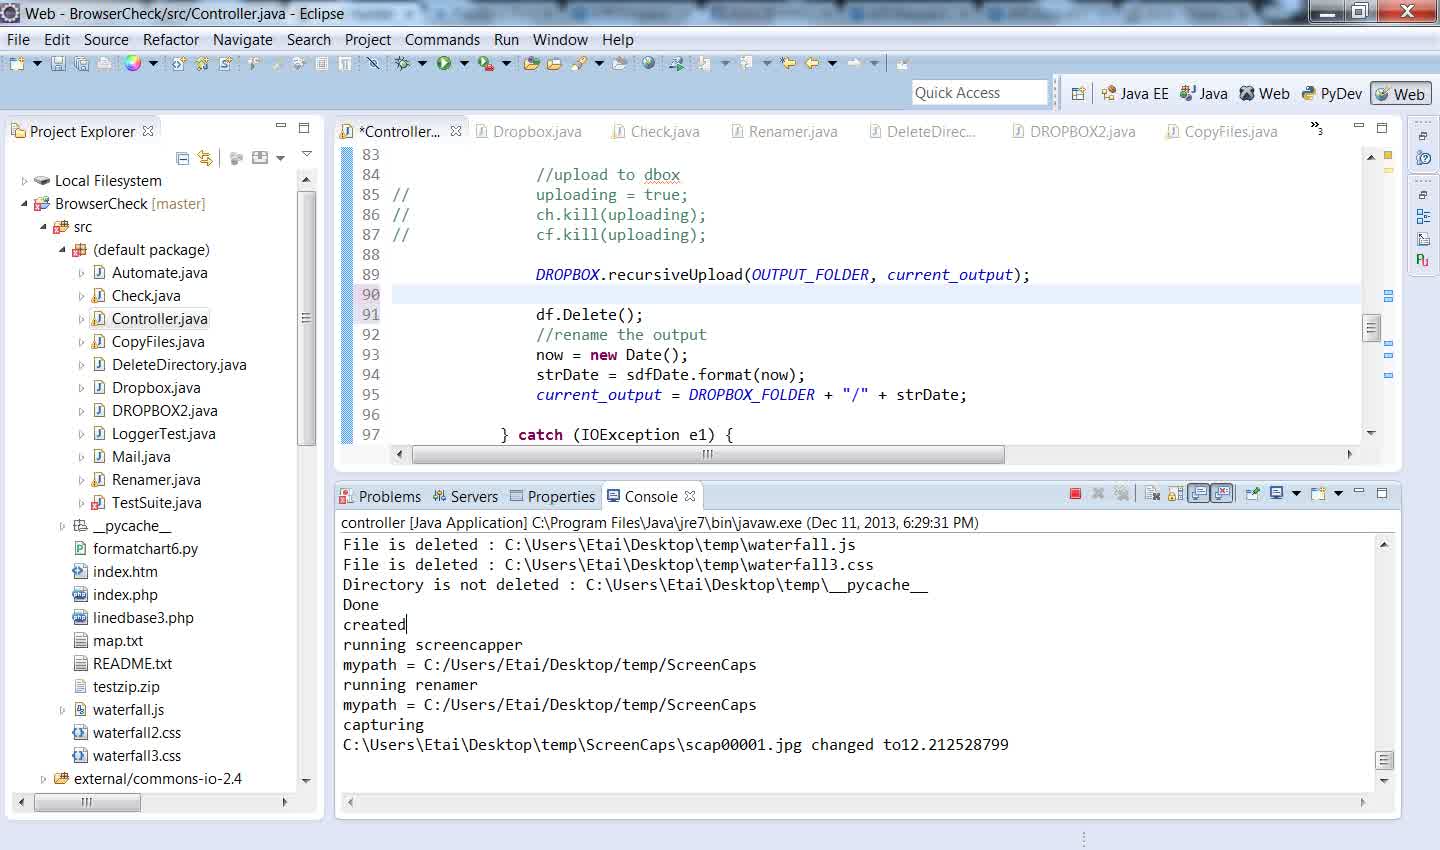 Web - BrowserCheck/src/Controller.java - Eclipse
File Edit Source Refactor Navigate Search Project Commands Run Window Help
Quick Access
Java EE Java Web PyDev Web
Project Explorer
Local Filesystem
BrowserCheck [master]
src
(default package)
Automate.java
Check.java
Controller.java
CopyFiles.java
DeleteDirectory.java
Dropbox.java
DROPBOX2.java
LoggerTest.java
Mail.java
Renamer.java
TestSuite.java
__pycache__
formatchart6.py
index.htm
index.php
linedbase3.php
map.txt
README.txt
testzip.zip
waterfall.js
waterfall2.css
waterfall3.css
external/commons-io-2.4
*Controller... Dropbox.java Check.java Renamer.java DeleteDirec... DROPBOX2.java CopyFiles.java »3
83
84 //upload to dbox
85 // uploading = true;
86 // ch.kill(uploading);
87 // cf.kill(uploading);
88
89 DROPBOX.recursiveUpload(OUTPUT_FOLDER, current_output);
90
91 df.Delete();
92 //rename the output
93 now = new Date();
94 strDate = sdfDate.format(now);
95 current_output = DROPBOX_FOLDER + "/" + strDate;
96
97 } catch (IOException e1) {
Problems Servers Properties Console
controller [Java Application] C:\Program Files\Java\jre7\bin\javaw.exe (Dec 11, 2013, 6:29:31 PM)
File is deleted : C:\Users\Etai\Desktop\temp\waterfall.js
File is deleted : C:\Users\Etai\Desktop\temp\waterfall3.css
Directory is not deleted : C:\Users\Etai\Desktop\temp\__pycache__
Done
created
running screencapper
mypath = C:/Users/Etai/Desktop/temp/ScreenCaps
running renamer
mypath = C:/Users/Etai/Desktop/temp/ScreenCaps
capturing
C:\Users\Etai\Desktop\temp\ScreenCaps\scap00001.jpg changed to12.212528799